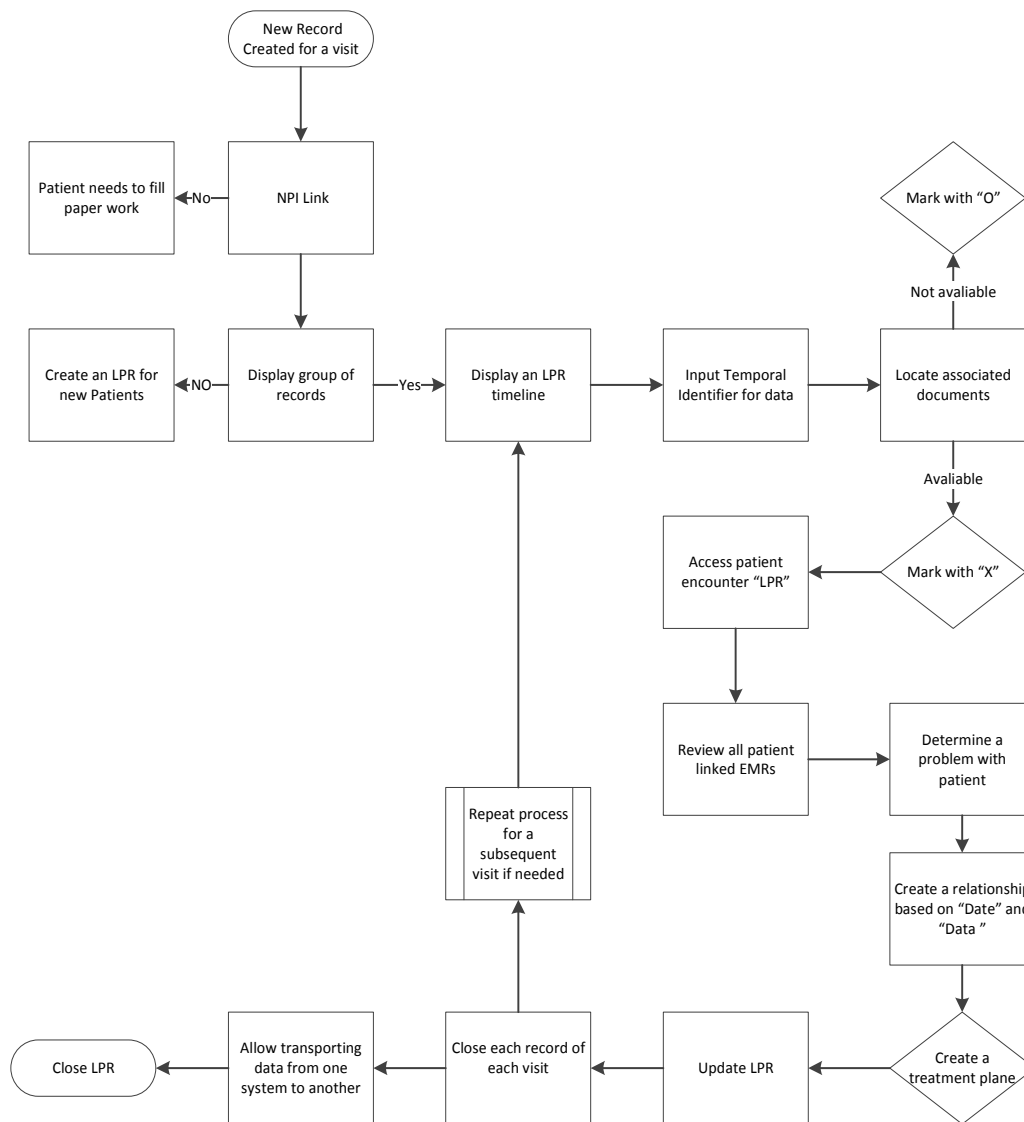 New Record
Created for a visit
Patient needs to fill
paper work
No
NPI Link
Mark with “O”
Not avaliable
Create an LPR for
new Patients
NO
Display group of
records
Yes
Display an LPR
timeline
Input Temporal
Identifier for data
Locate associated
documents
Avaliable
Access patient
encounter “LPR”
Mark with “X”
Review all patient
linked EMRs
Determine a
problem with
patient
Repeat process
for a
subsequent
visit if needed
Create a relationship
based on “Date” and
“Data ”
Close LPR
Allow transporting
data from one
system to another
Close each record of
each visit
Update LPR
Create a
treatment plane